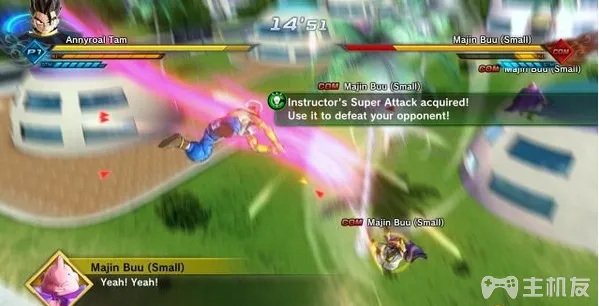 14'51
Annyroal Tam
Majin Buu (Small)
P1
COM
COM Majin Buu (Small)
COM Majin Buu (Small)
Instructor's Super Attack acquired!
Use it to defeat your opponent!
COM Majin Buu (Small)
Majin Buu (Small)
Yeah! Yeah!
主机友